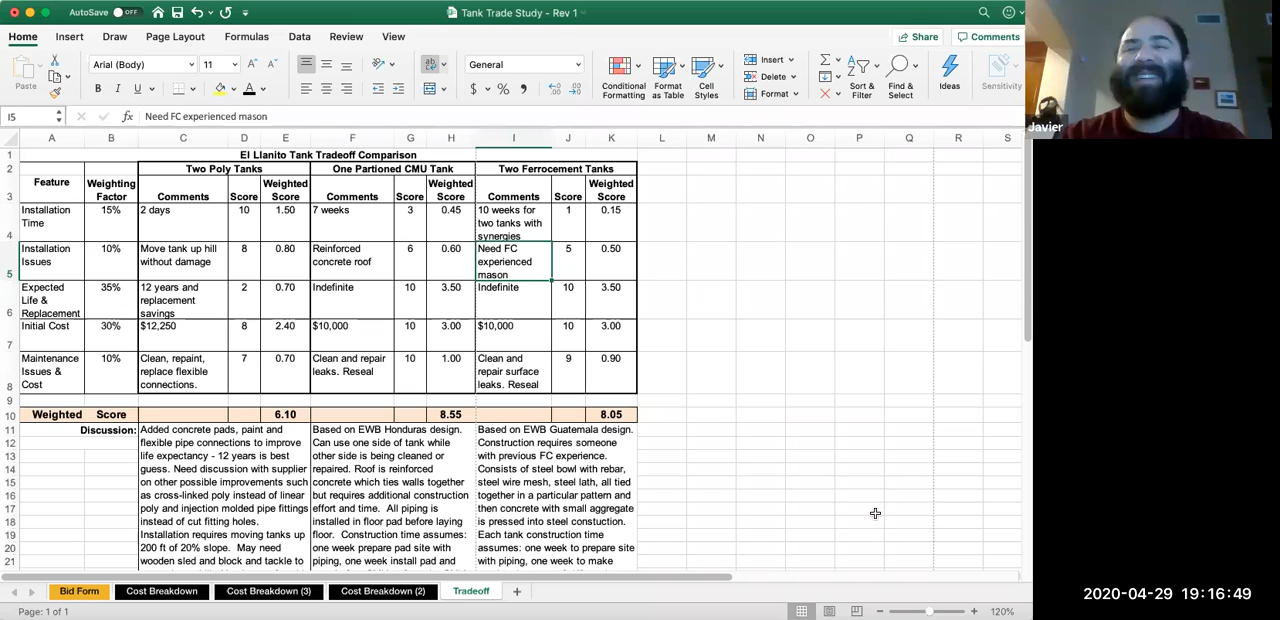 AutoSave OFF Tank Trade Study - Rev 1
Home Insert Draw Page Layout Formulas Data Review View Share Comments
Paste Arial (Body) 11 General Conditional Formatting Format as Table Cell Styles Insert Delete Format Sort & Filter Find & Select Ideas Sensitivity
I5 fx Need FC experienced mason
A B C D E F G H I J K L M N O P Q R S
1 El Llanito Tank Tradeoff Comparison
2 Two Poly Tanks One Partioned CMU Tank Two Ferrocement Tanks
3 Feature Weighting Factor Comments Score Weighted Score Comments Score Weighted Score Comments Score Weighted Score
4 Installation Time 15% 2 days 10 1.50 7 weeks 3 0.45 10 weeks for two tanks with synergies 1 0.15
5 Installation Issues 10% Move tank up hill without damage 8 0.80 Reinforced concrete roof 6 0.60 Need FC experienced mason 5 0.50
6 Expected Life & Replacement 35% 12 years and replacement savings 2 0.70 Indefinite 10 3.50 Indefinite 10 3.50
7 Initial Cost 30% $12,250 8 2.40 $10,000 10 3.00 $10,000 10 3.00
8 Maintenance Issues & Cost 10% Clean, repaint, replace flexible connections. 7 0.70 Clean and repair leaks. Reseal 10 1.00 Clean and repair surface leaks. Reseal 9 0.90
9
10 Weighted Score 6.10 8.55 8.05
11 Discussion: Added concrete pads, paint and Based on EWB Honduras design. Based on EWB Guatemala design.
12 flexible pipe connections to improve Can use one side of tank while Construction requires someone
13 life expectancy - 12 years is best other side is being cleaned or with previous FC experience.
14 guess. Need discussion with supplier repaired. Roof is reinforced Consists of steel bowl with rebar,
15 on other possible improvements such concrete which ties walls together steel wire mesh, steel lath, all tied
16 as cross-linked poly instead of linear but requires additional construction together in a particular pattern and
17 poly and injection molded pipe fittings effort and time. All piping is then concrete with small aggregate
18 instead of cut fitting holes. installed in floor pad before laying is pressed into steel constuction.
19 Installation requires moving tanks up floor. Construction time assumes: Each tank construction time
20 200 ft of 20% slope. May need one week prepare pad site with assumes: one week to prepare site
21 wooden sled and block and tackle to piping, one week install pad and with piping, one week to make
Bid Form Cost Breakdown Cost Breakdown (3) Cost Breakdown (2) Tradeoff
Page: 1 of 1 120%
Javier
2020-04-29 19:16:49